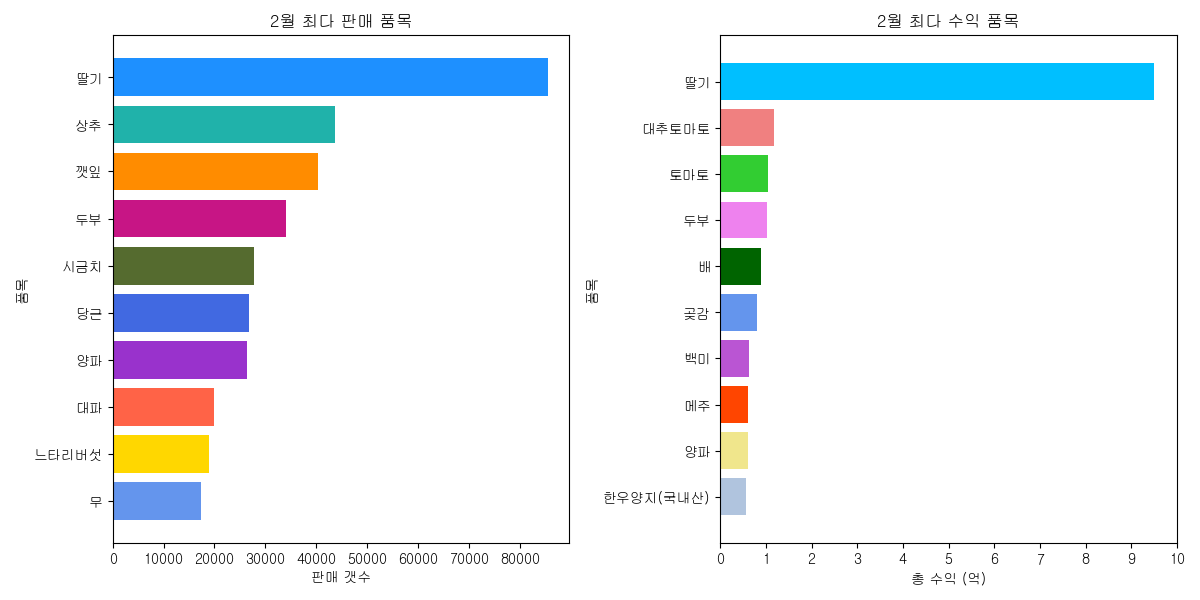 2월 최다 판매 품목
품목
딸기
상추
깻잎
두부
시금치
당근
양파
대파
느타리버섯
무
0 10000 20000 30000 40000 50000 60000 70000 80000
판매 갯수
2월 최다 수익 품목
품목
딸기
대추토마토
토마토
두부
배
곶감
백미
메주
양파
한우양지(국내산)
0 1 2 3 4 5 6 7 8 9 10
총 수익 (억)